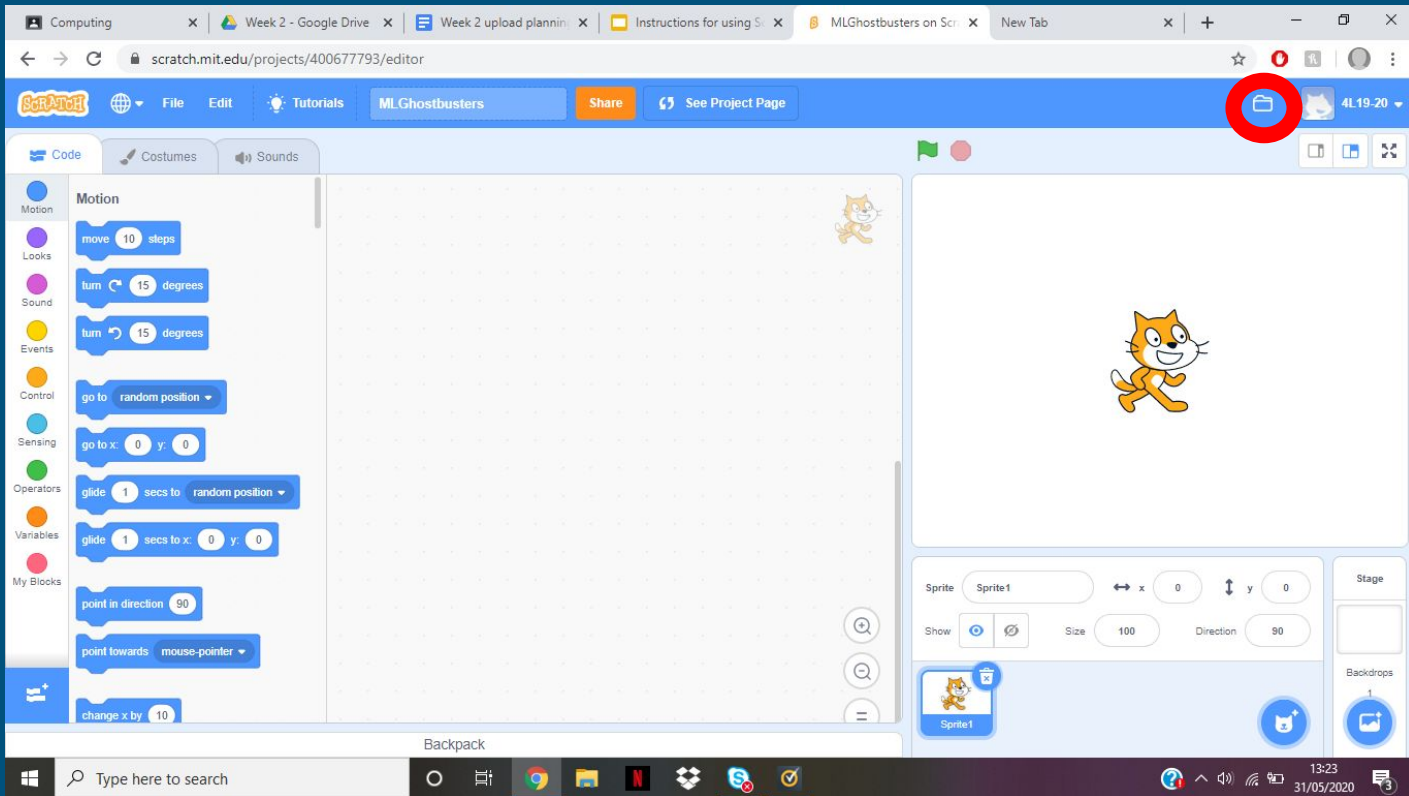 Computing
Week 2 - Google Drive
Week 2 upload plannin
Instructions for using Sc
MLGhostbusters on Scr
New Tab
scratch.mit.edu/projects/400677793/editor
SCRATCH
File
Edit
Tutorials
MLGhostbusters
Share
See Project Page
4L19-20
Code
Costumes
Sounds
Motion
Looks
Sound
Events
Control
Sensing
Operators
Variables
My Blocks
Motion
move 10 steps
turn 15 degrees
turn 15 degrees
go to random position
go to x: 0 y: 0
glide 1 secs to random position
glide 1 secs to x: 0 y: 0
point in direction 90
point towards mouse-pointer
change x by 10
Backpack
Sprite Sprite1 x 0 y 0
Show Size 100 Direction 90
Sprite1
Stage
Backdrops
1
Type here to search
13:23
31/05/2020
3